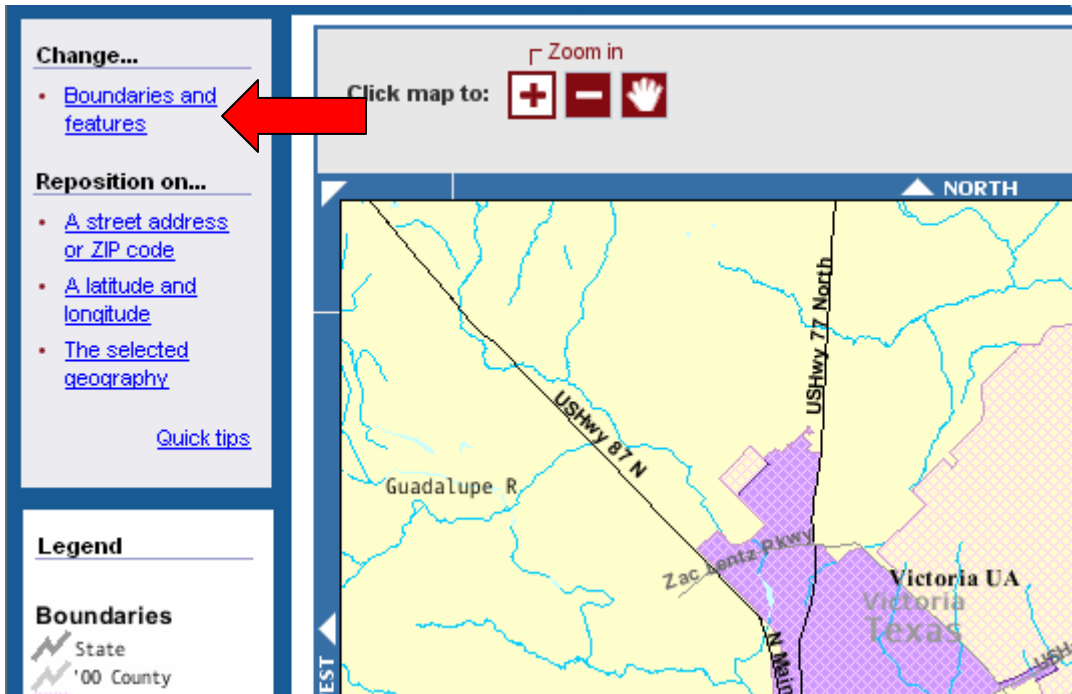 Change...
• Boundaries and
features
Reposition on...
• A street address
or ZIP code
• A latitude and
longitude
• The selected
geography
Quick tips
Legend
Boundaries
State
'00 County
Zoom in
Click map to:
NORTH
USHwy 77 North
USHwy 87 N
Guadalupe R
Zac Lentz Pkwy
Victoria UA
Victoria
Texas
N Main
USH
EST